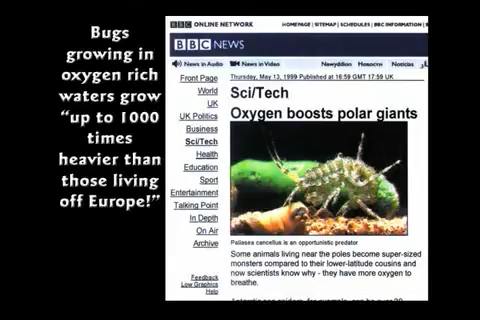 Bugs
growing in
oxygen rich
waters grow
"up to 1000
times
heavier than
those living
off Europe!"
BBC ONLINE NETWORK
HOMEPAGE | SITEMAP | SCHEDULES | BBC INFORMATION |
BBC NEWS
News in Audio
News in Video
Newyddion
Новости
Noticias
Thursday, May 13, 1999 Published at 16:59 GMT 17:59 UK
Front Page
World
UK
UK Politics
Business
Sci/Tech
Health
Education
Sport
Entertainment
Talking Point
In Depth
On Air
Archive
Feedback
Low Graphics
Help
Sci/Tech
Oxygen boosts polar giants
Paliasea cancellus is an opportunistic predator
Some animals living near the poles become super-sized
monsters compared to their lower-latitude cousins and
now scientists know why - they have more oxygen to
breathe.